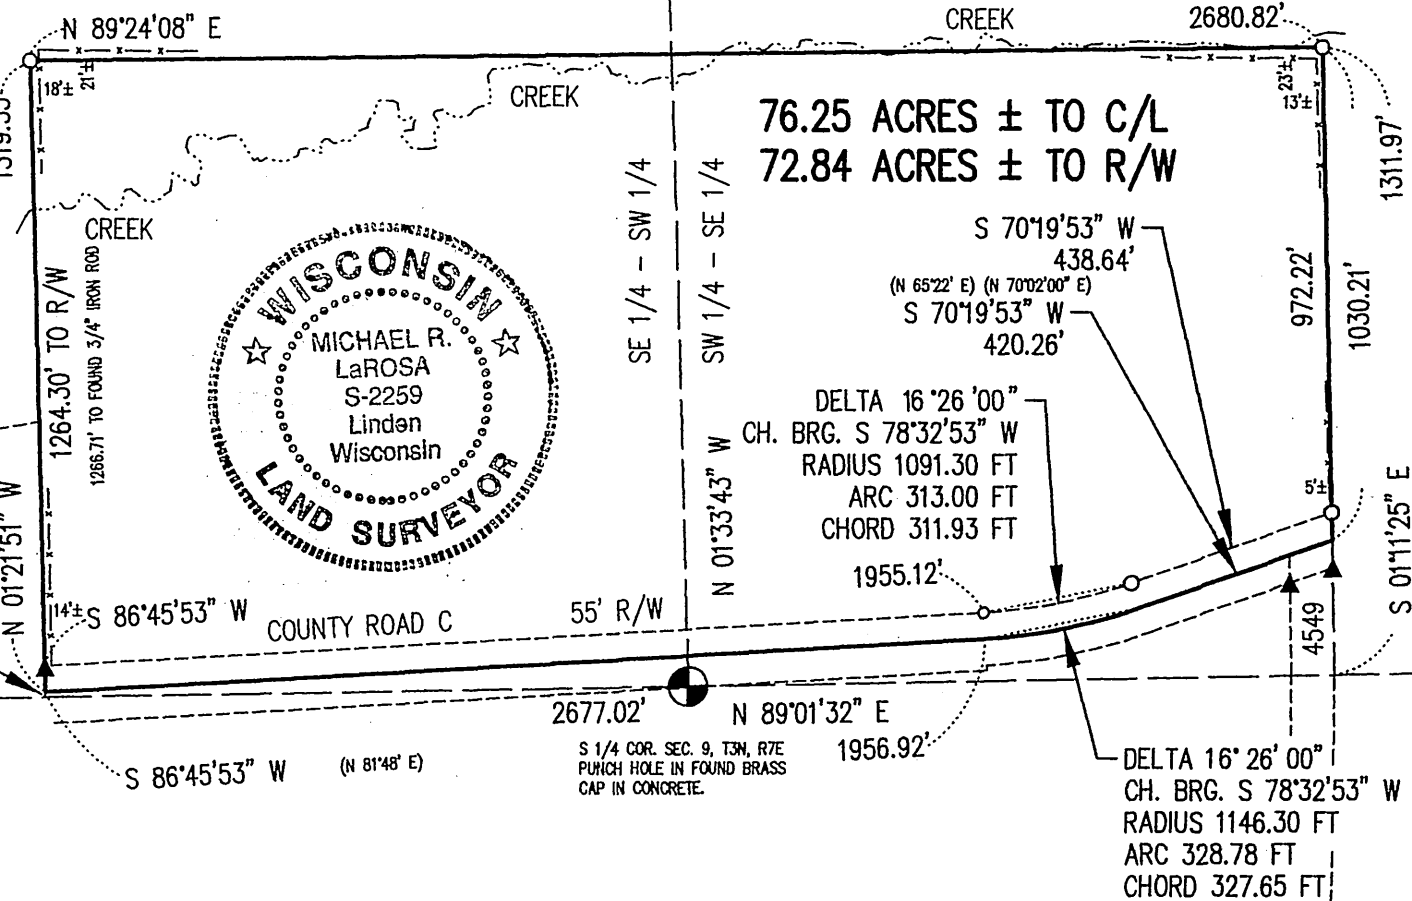 N 89°24'08" E
CREEK
2680.82'
18'±
21'±
CREEK
23'±
13'±
76.25 ACRES ± TO C/L
72.84 ACRES ± TO R/W
1311.97'
CREEK
SE 1/4 - SW 1/4
SW 1/4 - SE 1/4
S 70°19'53" W
438.64'
(N 65°22' E) (N 70°02'00" E)
S 70°19'53" W
420.26'
972.22'
1030.21'
1264.30' TO R/W
1266.71' TO FOUND 3/4" IRON ROD
WISCONSIN
MICHAEL R.
LaROSA
S-2259
Linden
Wisconsin
LAND SURVEYOR
DELTA 16°26'00"
CH. BRG. S 78°32'53" W
RADIUS 1091.30 FT
ARC 313.00 FT
CHORD 311.93 FT
N 01°33'43" W
5'±
S 01°11'25" E
N 01°21'51" W
1955.12'
14'±
S 86°45'53" W
COUNTY ROAD C
55' R/W
4549
2677.02'
N 89°01'32" E
S 1/4 COR. SEC. 9, T3N, R7E
PUNCH HOLE IN FOUND BRASS
CAP IN CONCRETE.
1956.92'
S 86°45'53" W
(N 81°48' E)
DELTA 16°26'00"
CH. BRG. S 78°32'53" W
RADIUS 1146.30 FT
ARC 328.78 FT
CHORD 327.65 FT